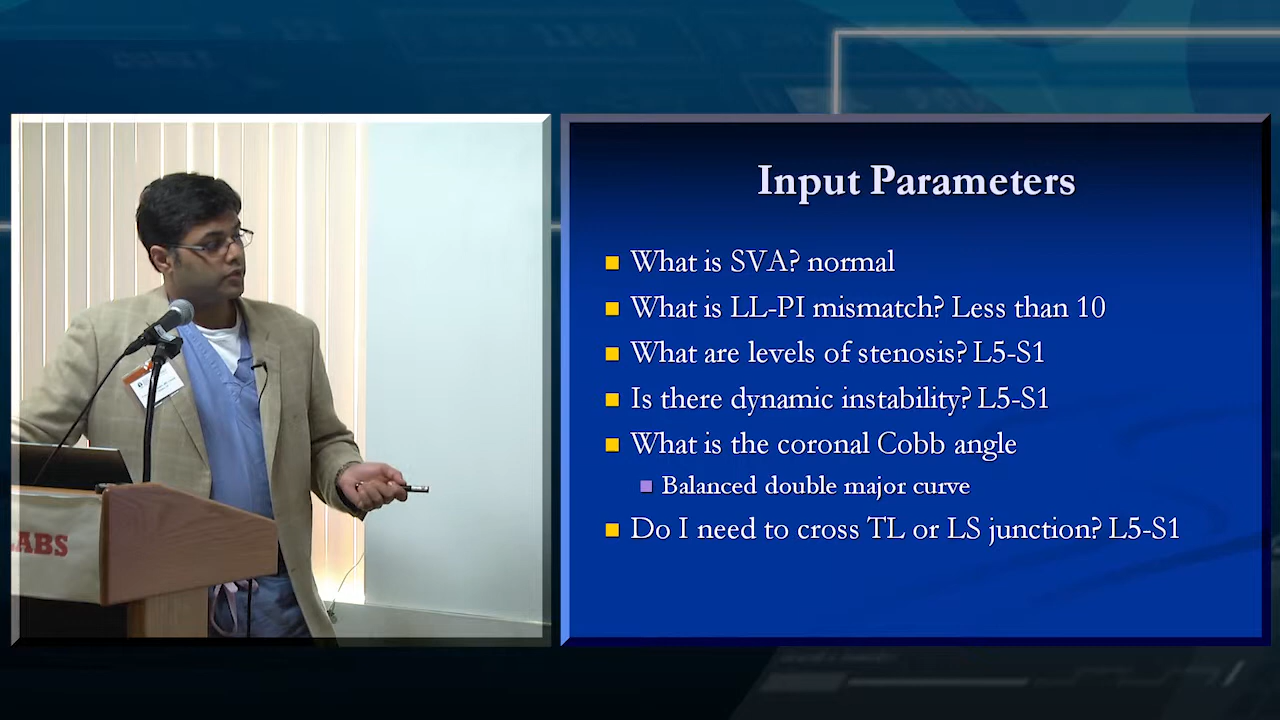 Input Parameters
What is SVA? normal
What is LL-PI mismatch? Less than 10
What are levels of stenosis? L5-S1
Is there dynamic instability? L5-S1
What is the coronal Cobb angle
Balanced double major curve
Do I need to cross TL or LS junction? L5-S1
ABS